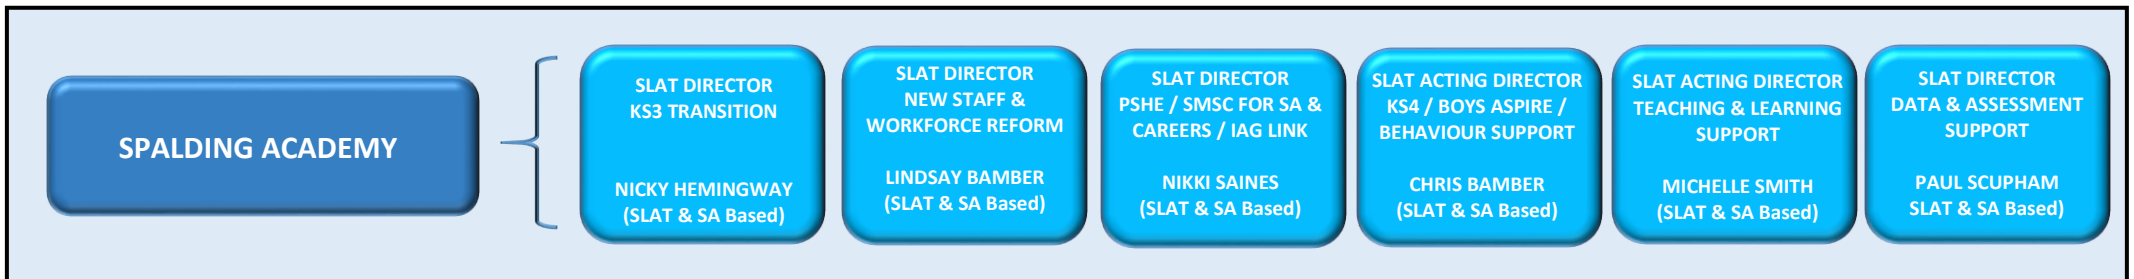 SPALDING ACADEMY
SLAT DIRECTOR
KS3 TRANSITION
NICKY HEMINGWAY
(SLAT & SA Based)
SLAT DIRECTOR
NEW STAFF &
WORKFORCE REFORM
LINDSAY BAMBER
(SLAT & SA Based)
SLAT DIRECTOR
PSHE / SMSC FOR SA &
CAREERS / IAG LINK
NIKKI SAINES
(SLAT & SA Based)
SLAT ACTING DIRECTOR
KS4 / BOYS ASPIRE /
BEHAVIOUR SUPPORT
CHRIS BAMBER
(SLAT & SA Based)
SLAT ACTING DIRECTOR
TEACHING & LEARNING
SUPPORT
MICHELLE SMITH
(SLAT & SA Based)
SLAT DIRECTOR
DATA & ASSESSMENT
SUPPORT
PAUL SCUPHAM
SLAT & SA Based)